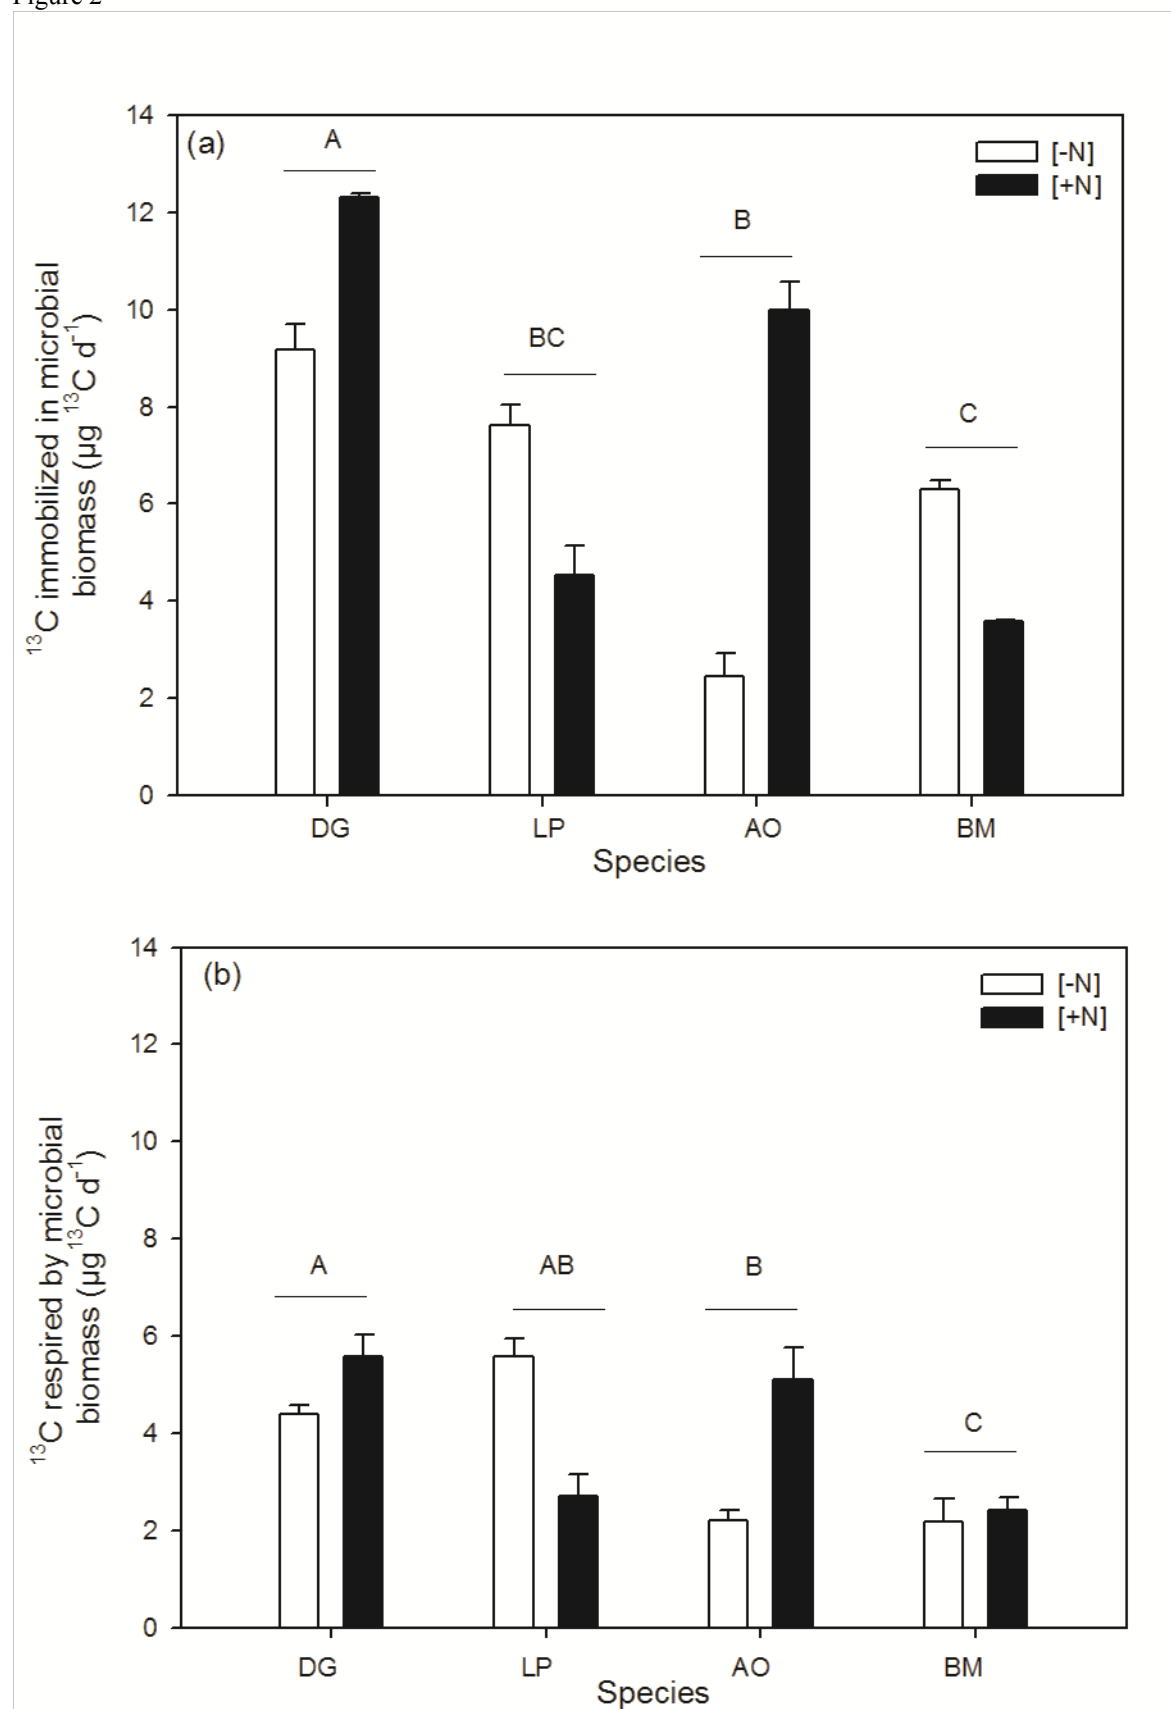 Figure 2
14
(a)
A
[-N]
[+N]
12
B
10
BC
8
C
6
4
2
0
¹³C immobilized in microbial
biomass (µg ¹³C d⁻¹)
DG LP AO BM
Species
14
(b)
[-N]
[+N]
12
10
8
A AB B
6
4
C
2
0
¹³C respired by microbial
biomass (µg ¹³C d⁻¹)
DG LP AO BM
Species